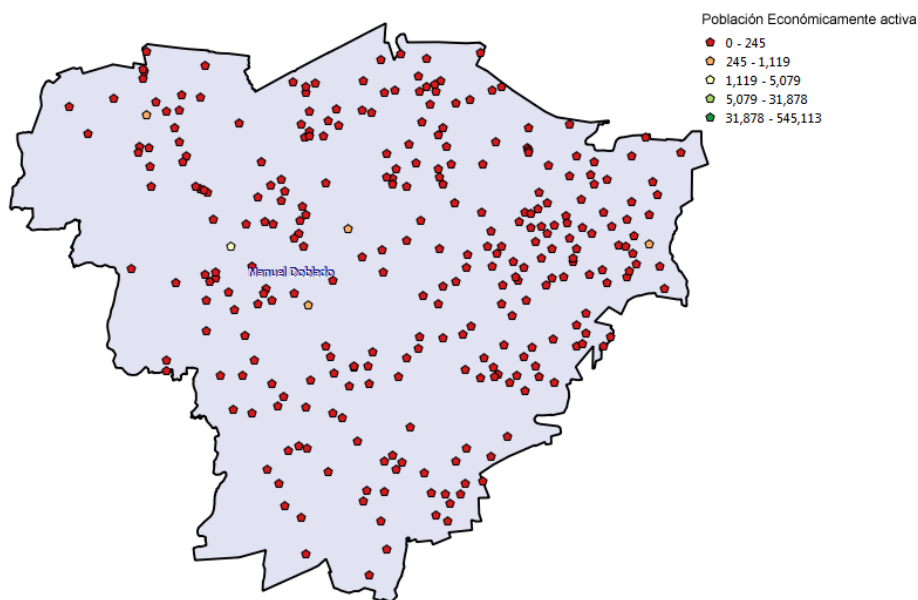 Población Económicamente activa
0 - 245
245 - 1,119
1,119 - 5,079
5,079 - 31,878
31,878 - 545,113
Manuel Doblado